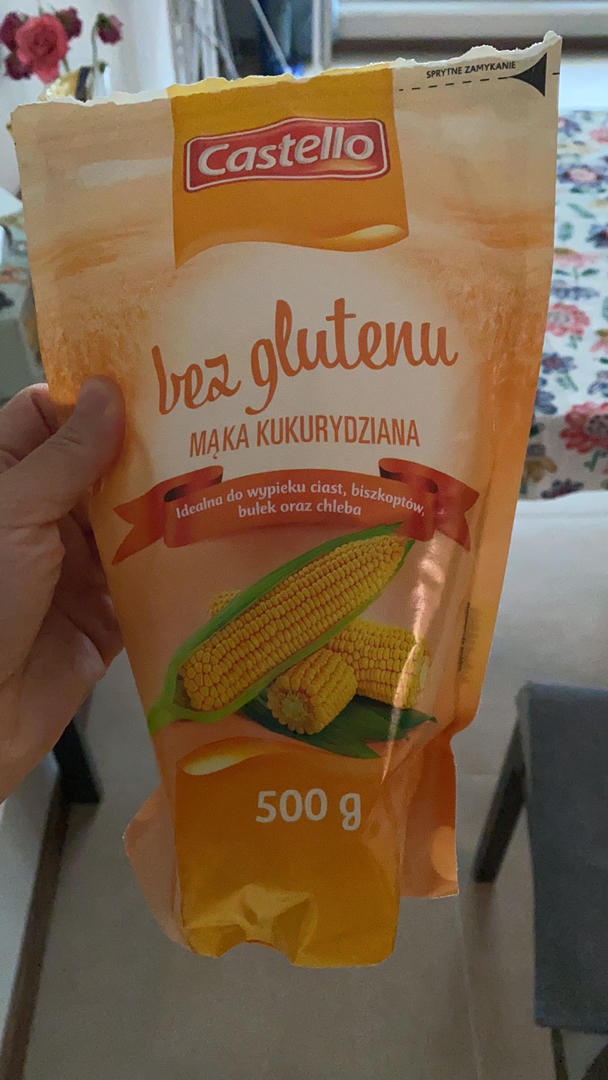 SPRYTNE ZAMYKANIE
Castello
bez glutenu
MĄKA KUKURYDZIANA
Idealna do wypieku ciast, biszkoptów,
bułek oraz chleba
500 g